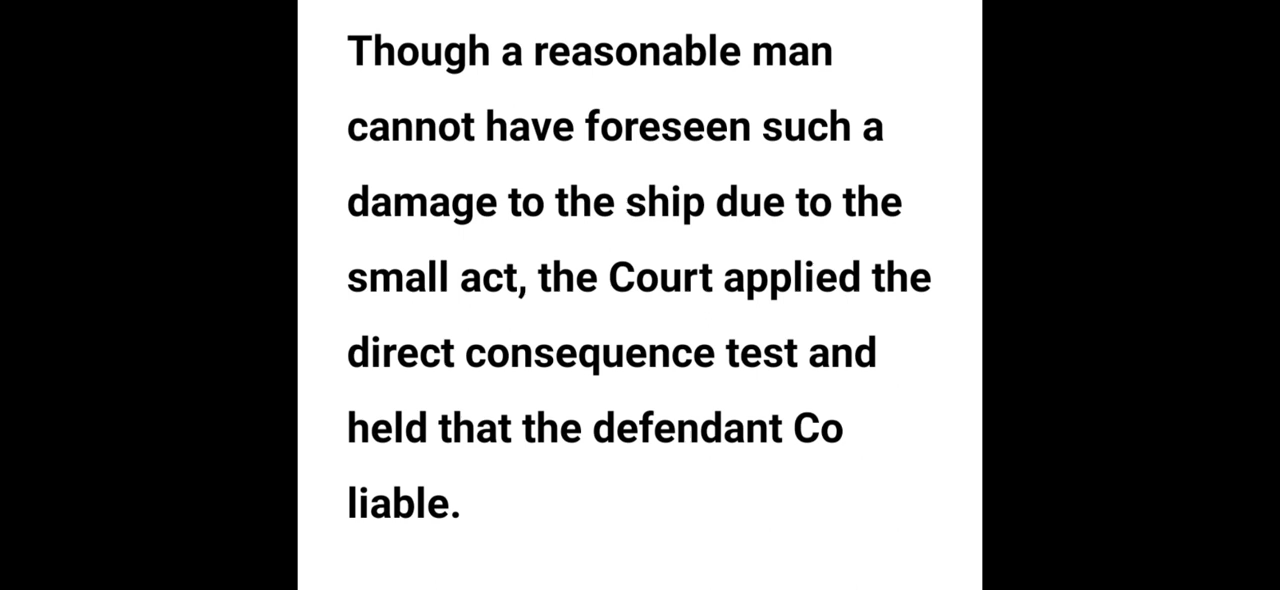 Though a reasonable man
cannot have foreseen such a
damage to the ship due to the
small act, the Court applied the
direct consequence test and
held that the defendant Co
liable.